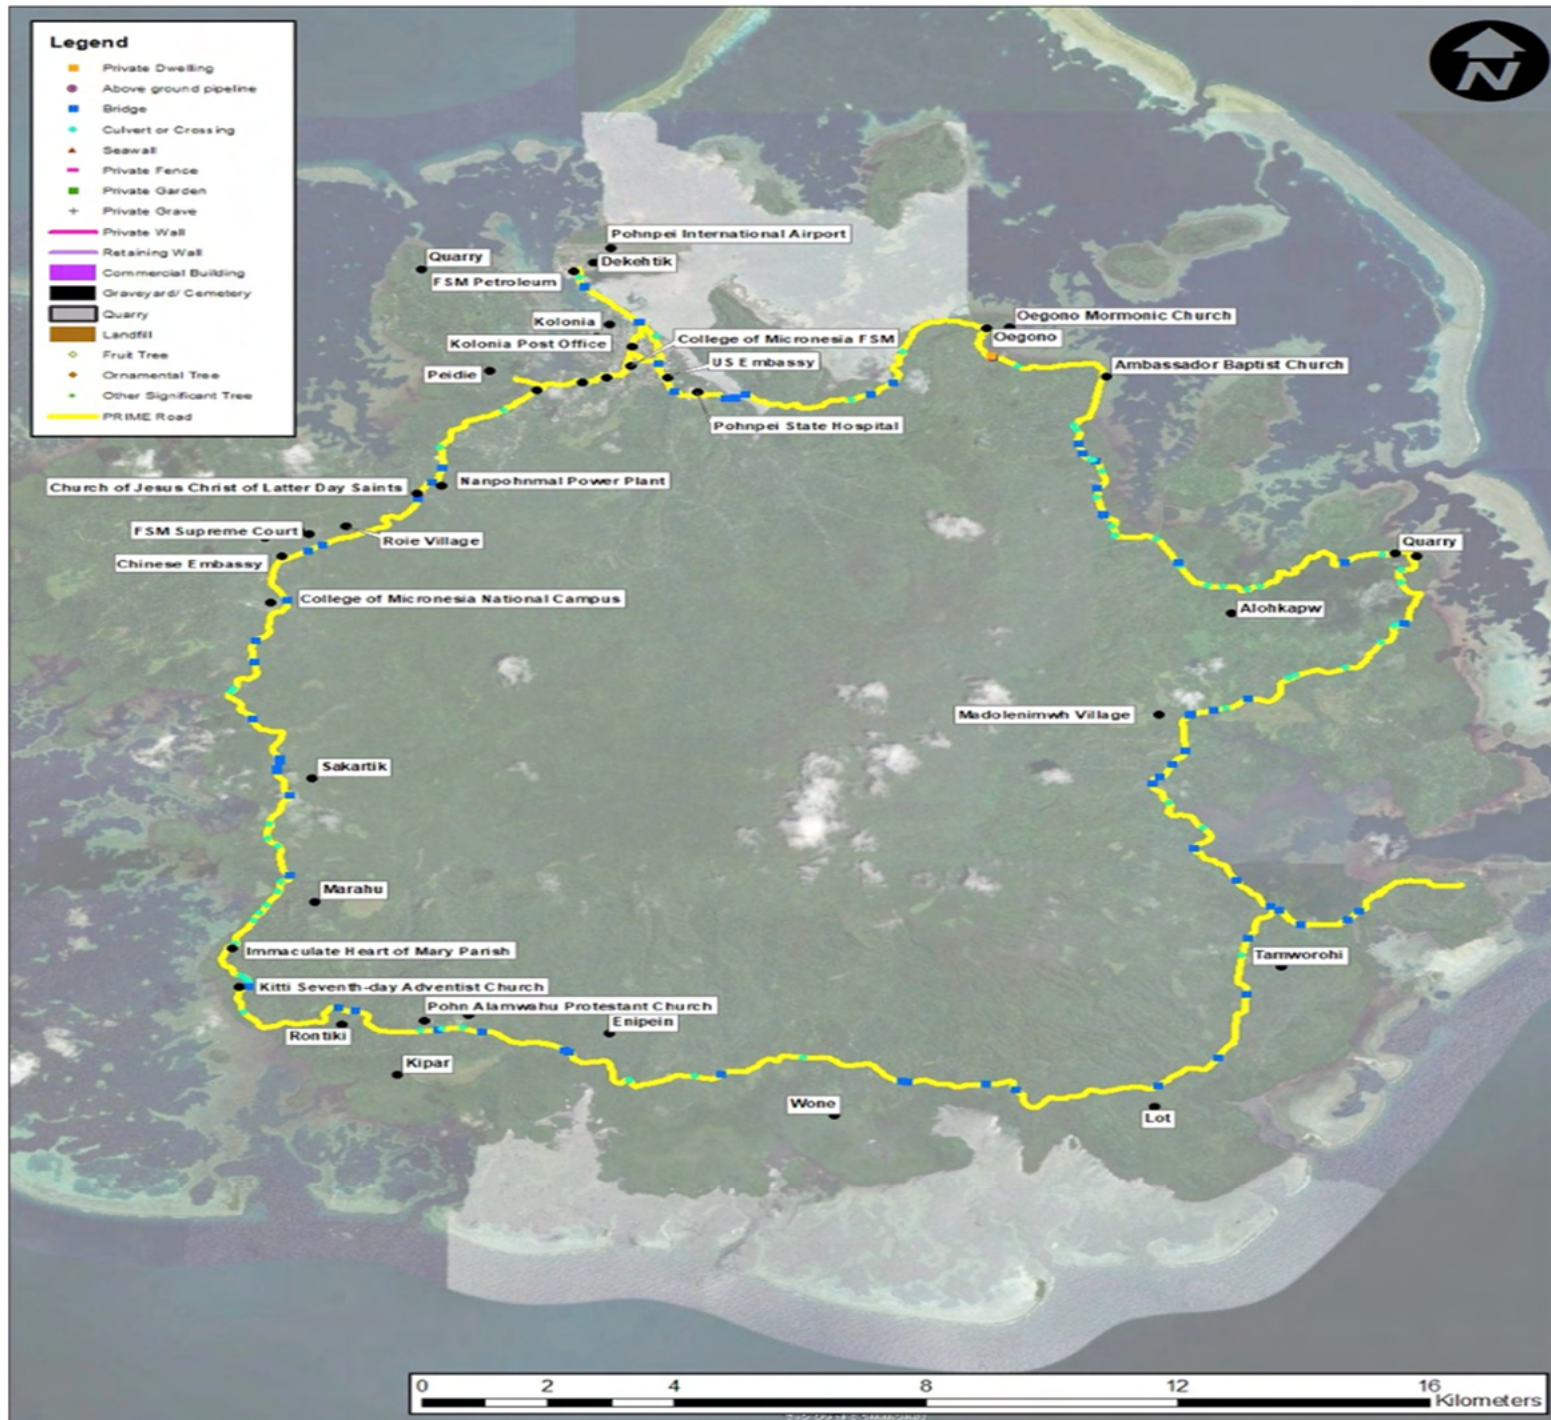 Legend
Private Dwelling
Above ground pipeline
Bridge
Culvert or Crossing
Seawall
Private Fence
Private Garden
Private Grave
Private Wall
Retaining Wall
Commercial Building
Graveyard/ Cemetery
Quarry
Landfill
Fruit Tree
Ornamental Tree
Other Significant Tree
PRIME Road
N
Pohnpei International Airport
Quarry
Dekehtik
FSM Petroleum
Kolonia
Oegono Mormonic Church
Kolonia Post Office
College of Micronesia FSM
Oegono
US Embassy
Peidie
Ambassador Baptist Church
Pohnpei State Hospital
Church of Jesus Christ of Latter Day Saints
Nanpohnmal Power Plant
FSM Supreme Court
Roie Village
Quarry
Chinese Embassy
College of Micronesia National Campus
Alohkapw
Madolenimwh Village
Sakartik
Marahu
Immaculate Heart of Mary Parish
Tamworohi
Kitti Seventh-day Adventist Church
Pohn Alamwahu Protestant Church
Enipein
Rontiki
Kipar
Wone
Lot
0 2 4 8 12 16
Kilometers